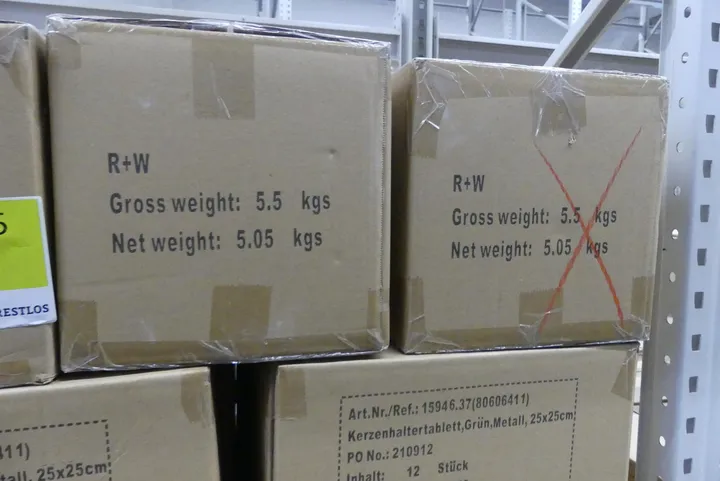 R+W
Gross weight: 5.5 kgs
Net weight: 5.05 kgs
R+W
Gross weight: 5.5 kgs
Net weight: 5.05 kgs
5
RESTLOS
411)
tall, 25x25cm
Art.Nr./Ref.: 15946.37(80606411)
Kerzenhaltertablett,Grün,Metall, 25x25cm
PO No.: 210912
Inhalt: 12 Stück